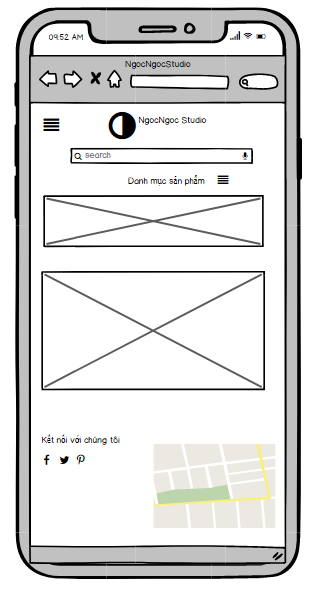 09:52 AM
NgocNgocStudio
NgocNgoc Studio
search
Danh mục sản phẩm
Kết nối với chúng tôi